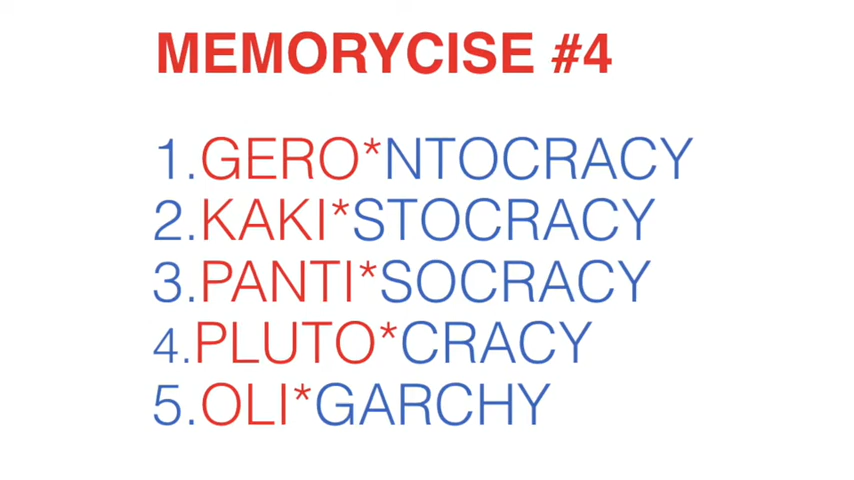 MEMORYCISE #4
1.GERO*NTOCRACY
2.KAKI*STOCRACY
3.PANTI*SOCRACY
4.PLUTO*CRACY
5.OLI*GARCHY